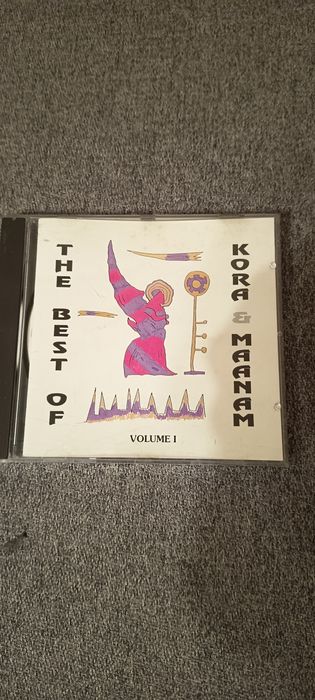 THE BEST OF
KORA & MAANAM
VOLUME I